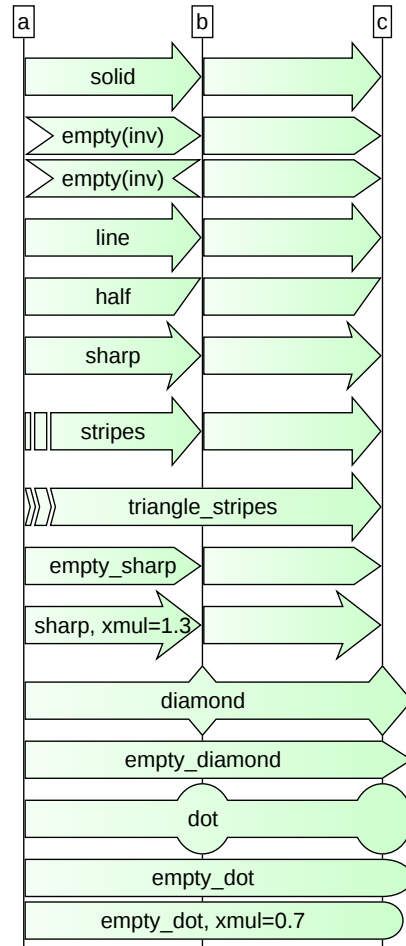 a b c
solid
empty(inv)
empty(inv)
line
half
sharp
stripes
triangle_stripes
empty_sharp
sharp, xmul=1.3
diamond
empty_diamond
dot
empty_dot
empty_dot, xmul=0.7